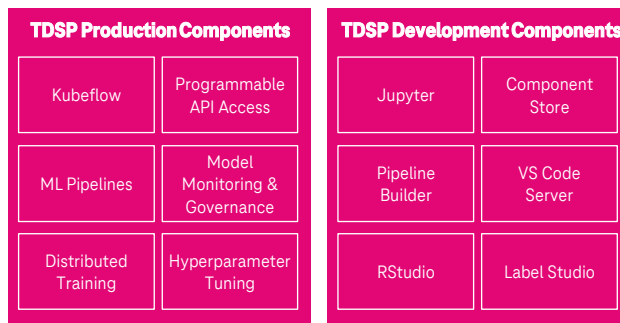 TDSP Production Components
Kubeflow
Programmable
API Access
ML Pipelines
Model
Monitoring &
Governance
Distributed
Training
Hyperparameter
Tuning
TDSP Development Components
Jupyter
Component
Store
Pipeline
Builder
VS Code
Server
RStudio
Label Studio